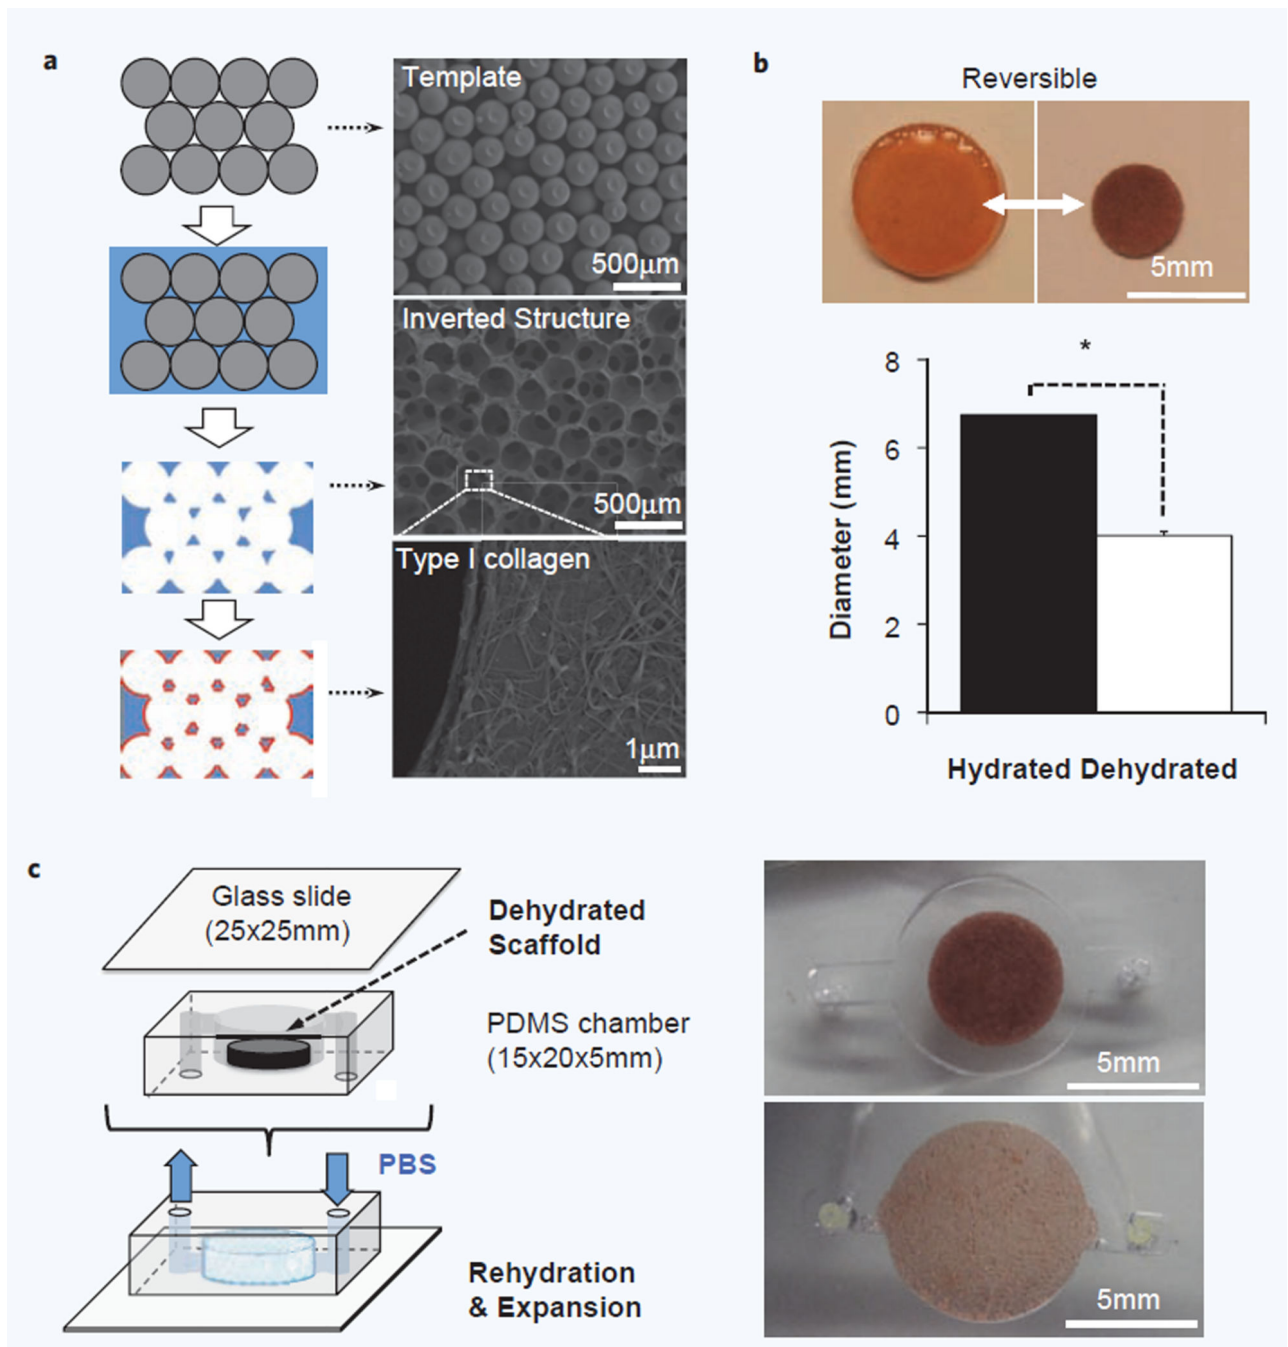 a
Template
500μm
Inverted Structure
500μm
Type I collagen
1μm
b
Reversible
5mm
*
8
6
4
2
0
Diameter (mm)
Hydrated Dehydrated
c
Glass slide
(25x25mm)
Dehydrated
Scaffold
PDMS chamber
(15x20x5mm)
PBS
Rehydration
& Expansion
5mm
5mm